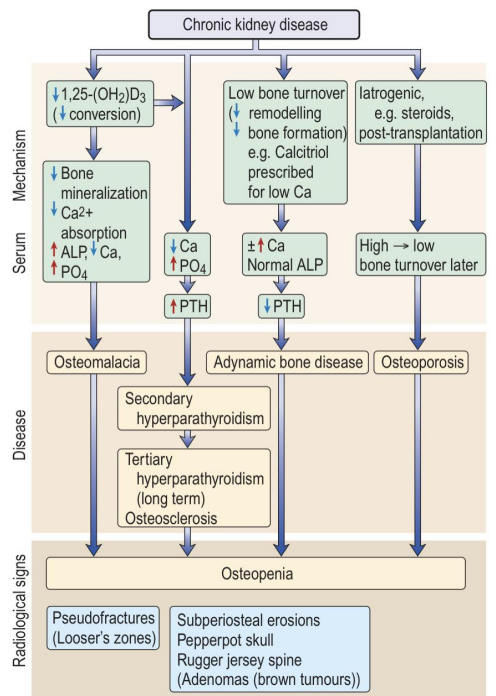 Chronic kidney disease
Mechanism
Serum
Disease
Radiological signs
↓1,25-(OH₂)D₃
(↓conversion)
Low bone turnover
(↓ remodelling
↓ bone formation)
e.g. Calcitriol
prescribed
for low Ca
Iatrogenic,
e.g. steroids,
post-transplantation
↓ Bone
mineralization
↓ Ca²⁺
absorption
↑ ALP, ↓ Ca,
↑ PO₄
↓ Ca
↑ PO₄
± ↑ Ca
Normal ALP
High → low
bone turnover later
↑ PTH
↓ PTH
Osteomalacia
Adynamic bone disease
Osteoporosis
Secondary
hyperparathyroidism
Tertiary
hyperparathyroidism
(long term)
Osteosclerosis
Osteopenia
Pseudofractures
(Looser's zones)
Subperiosteal erosions
Pepperpot skull
Rugger jersey spine
(Adenomas (brown tumours))